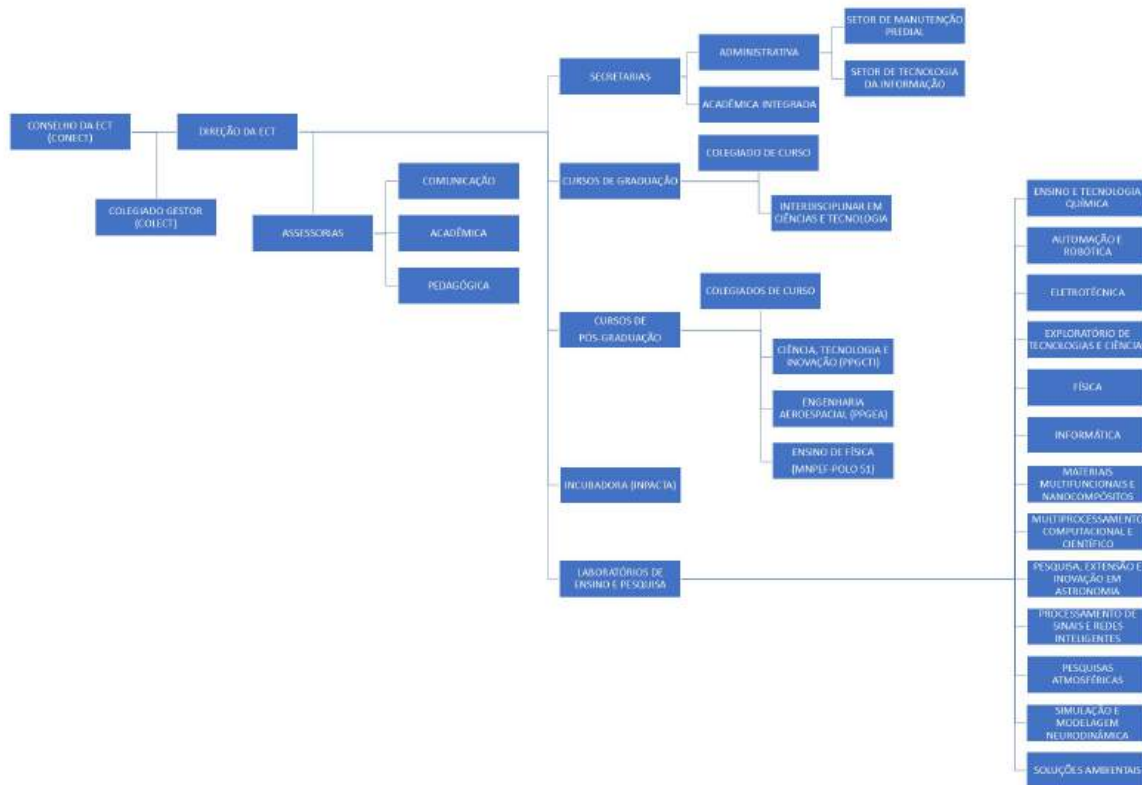 CONSELHO DA ECT
(CONECT)
DIREÇÃO DA ECT
COLEGIADO GESTOR
(COLECT)
ASSESSORIAS
COMUNICAÇÃO
ACADÊMICA
PEDAGÓGICA
SECRETARIAS
ADMINISTRATIVA
SETOR DE MANUTENÇÃO
PREDIAL
SETOR DE TECNOLOGIA
DA INFORMAÇÃO
ACADÊMICA INTEGRADA
CURSOS DE GRADUAÇÃO
COLEGIADO DE CURSO
INTERDISCIPLINAR EM
CIÊNCIAS E TECNOLOGIA
CURSOS DE
PÓS-GRADUAÇÃO
COLEGIADOS DE CURSO
CIÊNCIA, TECNOLOGIA E
INOVAÇÃO (PPGCTI)
ENGENHARIA
AEROESPACIAL (PPGEA)
ENSINO DE FÍSICA
(MNPEF-POLO 51)
INCUBADORA (INPACTA)
LABORATÓRIOS DE
ENSINO E PESQUISA
ENSINO E TECNOLOGIA
QUÍMICA
AUTOMAÇÃO E
ROBÓTICA
ELETROTÉCNICA
EXPLORATÓRIO DE
TECNOLOGIAS E CIÊNCIA
FÍSICA
INFORMÁTICA
MATERIAIS
MULTIFUNCIONAIS E
NANOCOMPÓSITOS
MULTIPROCESSAMENTO
COMPUTACIONAL E
CIENTÍFICO
PESQUISA, EXTENSÃO E
INOVAÇÃO EM
ASTRONOMIA
PROCESSAMENTO DE
SINAIS E REDES
INTELIGENTES
PESQUISAS
ATMOSFÉRICAS
SIMULAÇÃO E
MODELAGEM
NEURODINÂMICA
SOLUÇÕES AMBIENTAIS